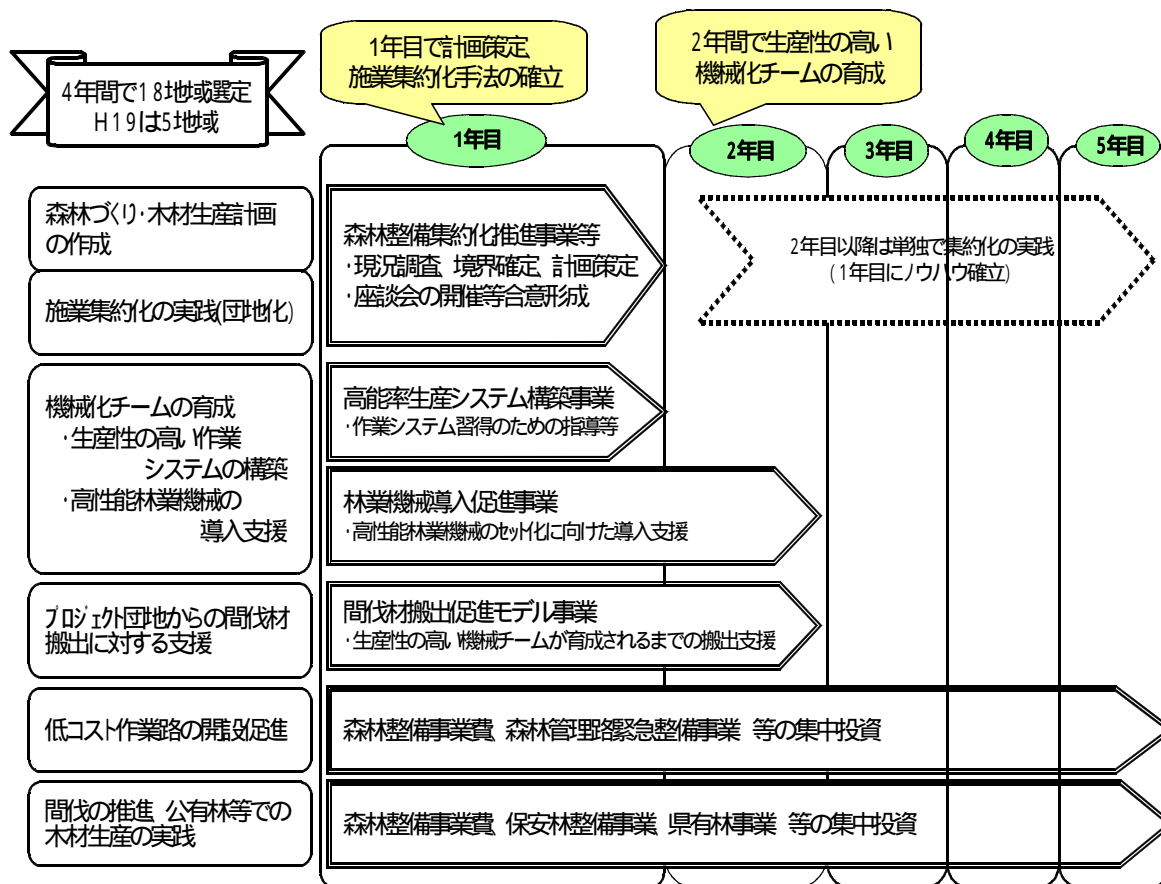 4年間で18地域選定
H19は5地域
1年目で計画策定、
施業集約化手法の確立
2年間で生産性の高い
機械化チームの育成
1年目
2年目
3年目
4年目
5年目
森林づくり・木材生産計画
の作成
施業集約化の実践(団地化)
森林整備集約化推進事業等
・現況調査、境界確定、計画策定
・座談会の開催等合意形成
2年目以降は単独で集約化の実践
(1年目にノウハウ確立)
機械化チームの育成
・生産性の高い作業
システムの構築
・高性能林業機械の
導入支援
高能率生産システム構築事業
・作業システム習得のための指導等
林業機械導入促進事業
・高性能林業機械のセット化に向けた導入支援
プロジェクト団地からの間伐材
搬出に対する支援
間伐材搬出促進モデル事業
・生産性の高い機械チームが育成されるまでの搬出支援
低コスト作業路の開設促進
森林整備事業費、森林管理路緊急整備事業 等の集中投資
間伐の推進、公有林等での
木材生産の実践
森林整備事業費、保安林整備事業、県有林事業 等の集中投資